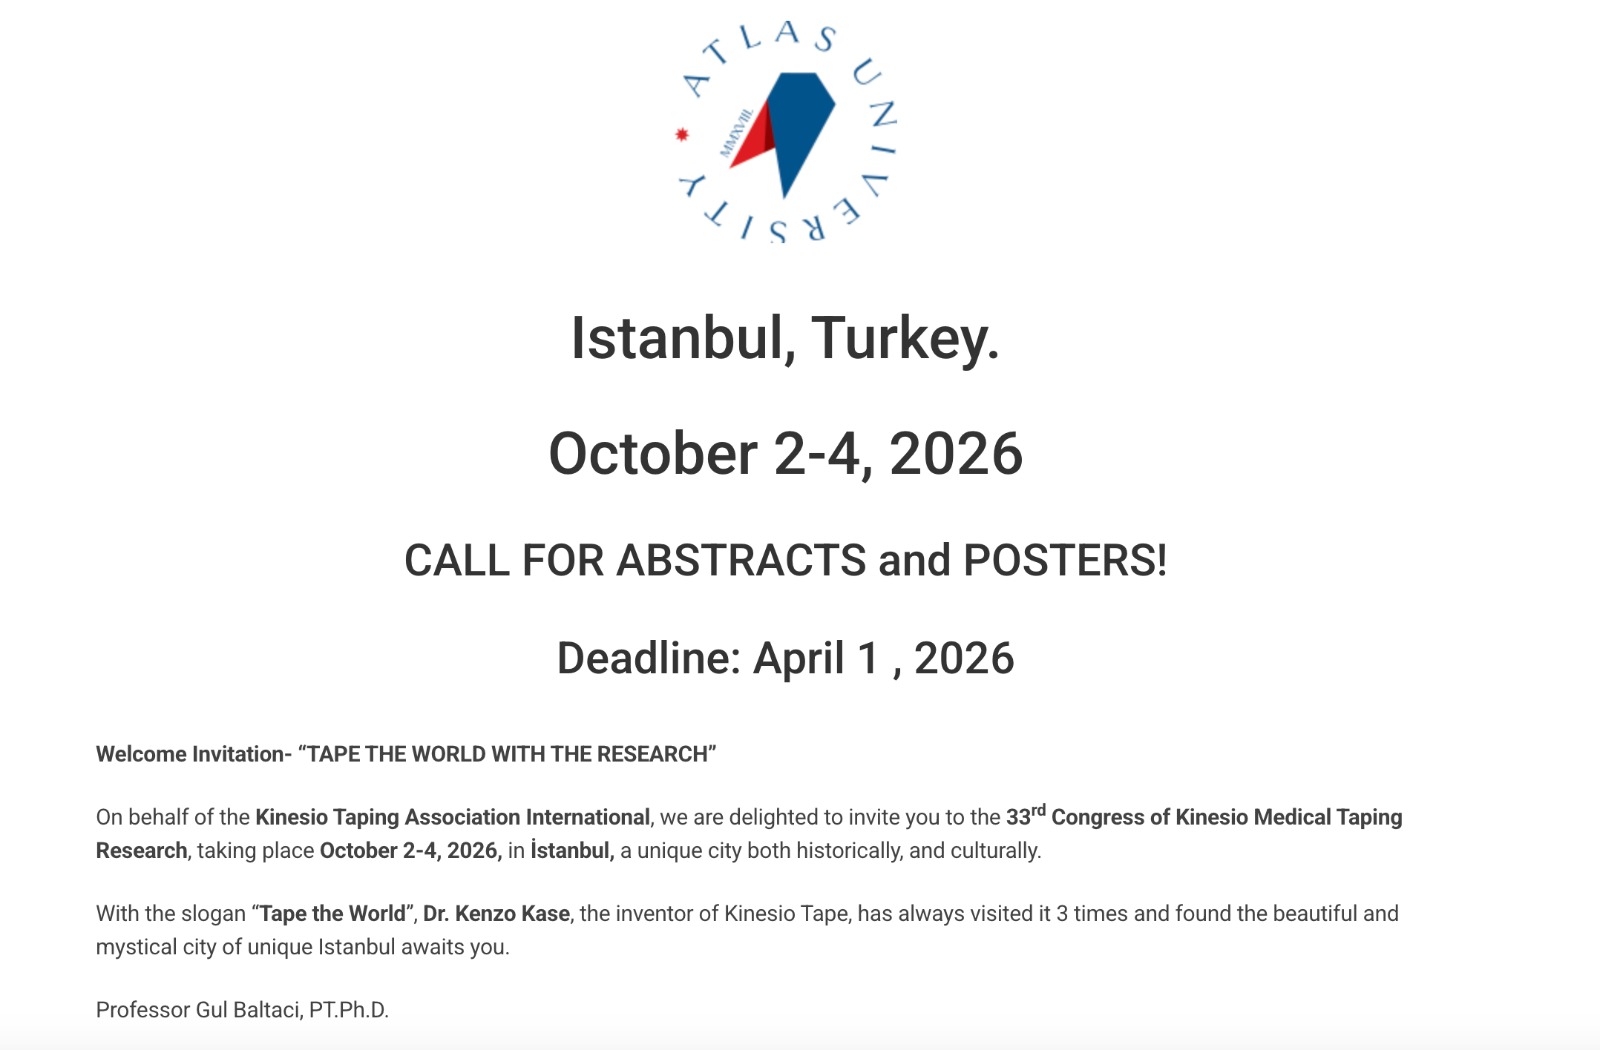 ATLAS UNIVERSITY
MMXVIII.
Istanbul, Turkey.
October 2-4, 2026
CALL FOR ABSTRACTS and POSTERS!
Deadline: April 1 , 2026
Welcome Invitation- “TAPE THE WORLD WITH THE RESEARCH”
On behalf of the Kinesio Taping Association International, we are delighted to invite you to the 33rd Congress of Kinesio Medical Taping
Research, taking place October 2-4, 2026, in İstanbul, a unique city both historically, and culturally.
With the slogan “Tape the World”, Dr. Kenzo Kase, the inventor of Kinesio Tape, has always visited it 3 times and found the beautiful and
mystical city of unique Istanbul awaits you.
Professor Gul Baltaci, PT.Ph.D.